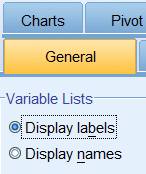 Charts Pivot
General
Variable Lists
Display labels
Display names